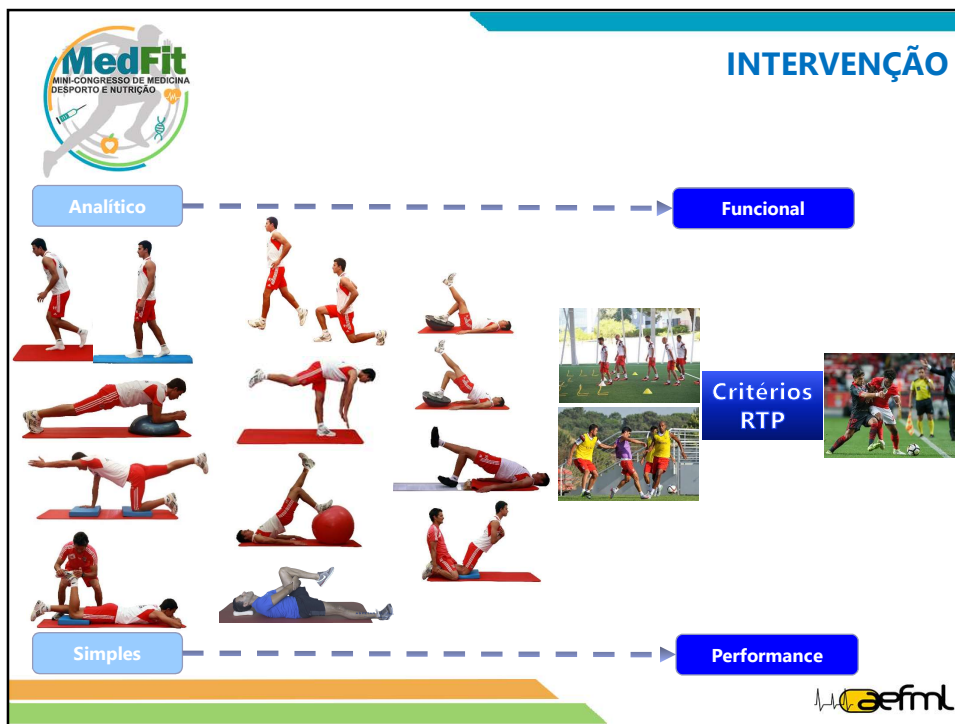 MedFit
MINI-CONGRESSO DE MEDICINA
DESPORTO E NUTRIÇÃO
INTERVENÇÃO
Analítico
Funcional
Critérios
RTP
Simples
Performance
aefml